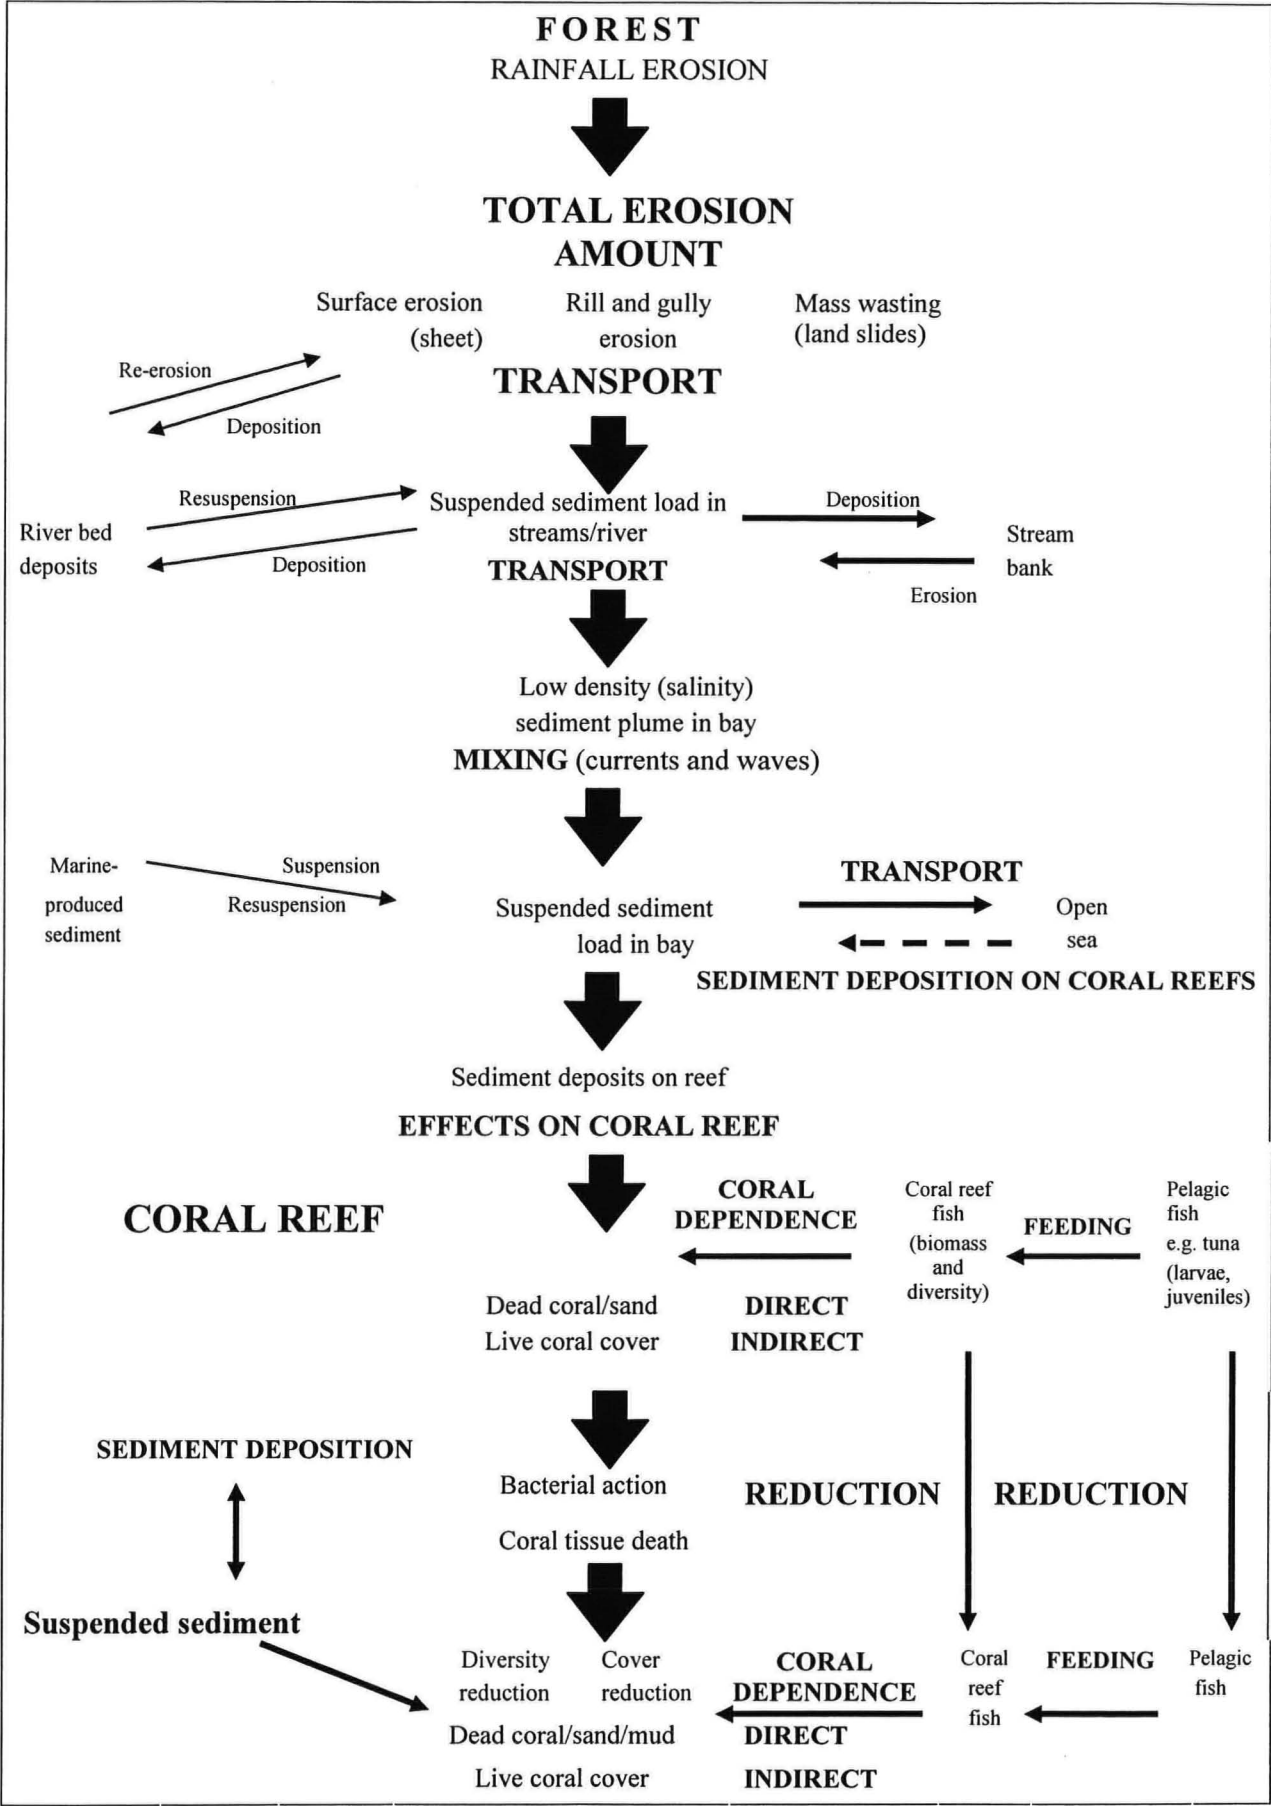 FOREST
RAINFALL EROSION
TOTAL EROSION
AMOUNT
Surface erosion
(sheet)
Rill and gully
erosion
Mass wasting
(land slides)
Re-erosion
Deposition
TRANSPORT
Resuspension
Deposition
River bed
deposits
Suspended sediment load in
streams/river
Deposition
Erosion
Stream
bank
TRANSPORT
Low density (salinity)
sediment plume in bay
MIXING (currents and waves)
Marine-
produced
sediment
Suspension
Resuspension
Suspended sediment
load in bay
TRANSPORT
Open
sea
SEDIMENT DEPOSITION ON CORAL REEFS
Sediment deposits on reef
EFFECTS ON CORAL REEF
CORAL REEF
CORAL
DEPENDENCE
Coral reef
fish
(biomass
and
diversity)
FEEDING
Pelagic
fish
e.g. tuna
(larvae,
juveniles)
Dead coral/sand
DIRECT
Live coral cover
INDIRECT
SEDIMENT DEPOSITION
Bacterial action
Coral tissue death
REDUCTION
REDUCTION
Suspended sediment
Diversity
reduction
Cover
reduction
CORAL
DEPENDENCE
Coral
reef
fish
FEEDING
Pelagic
fish
Dead coral/sand/mud
DIRECT
Live coral cover
INDIRECT